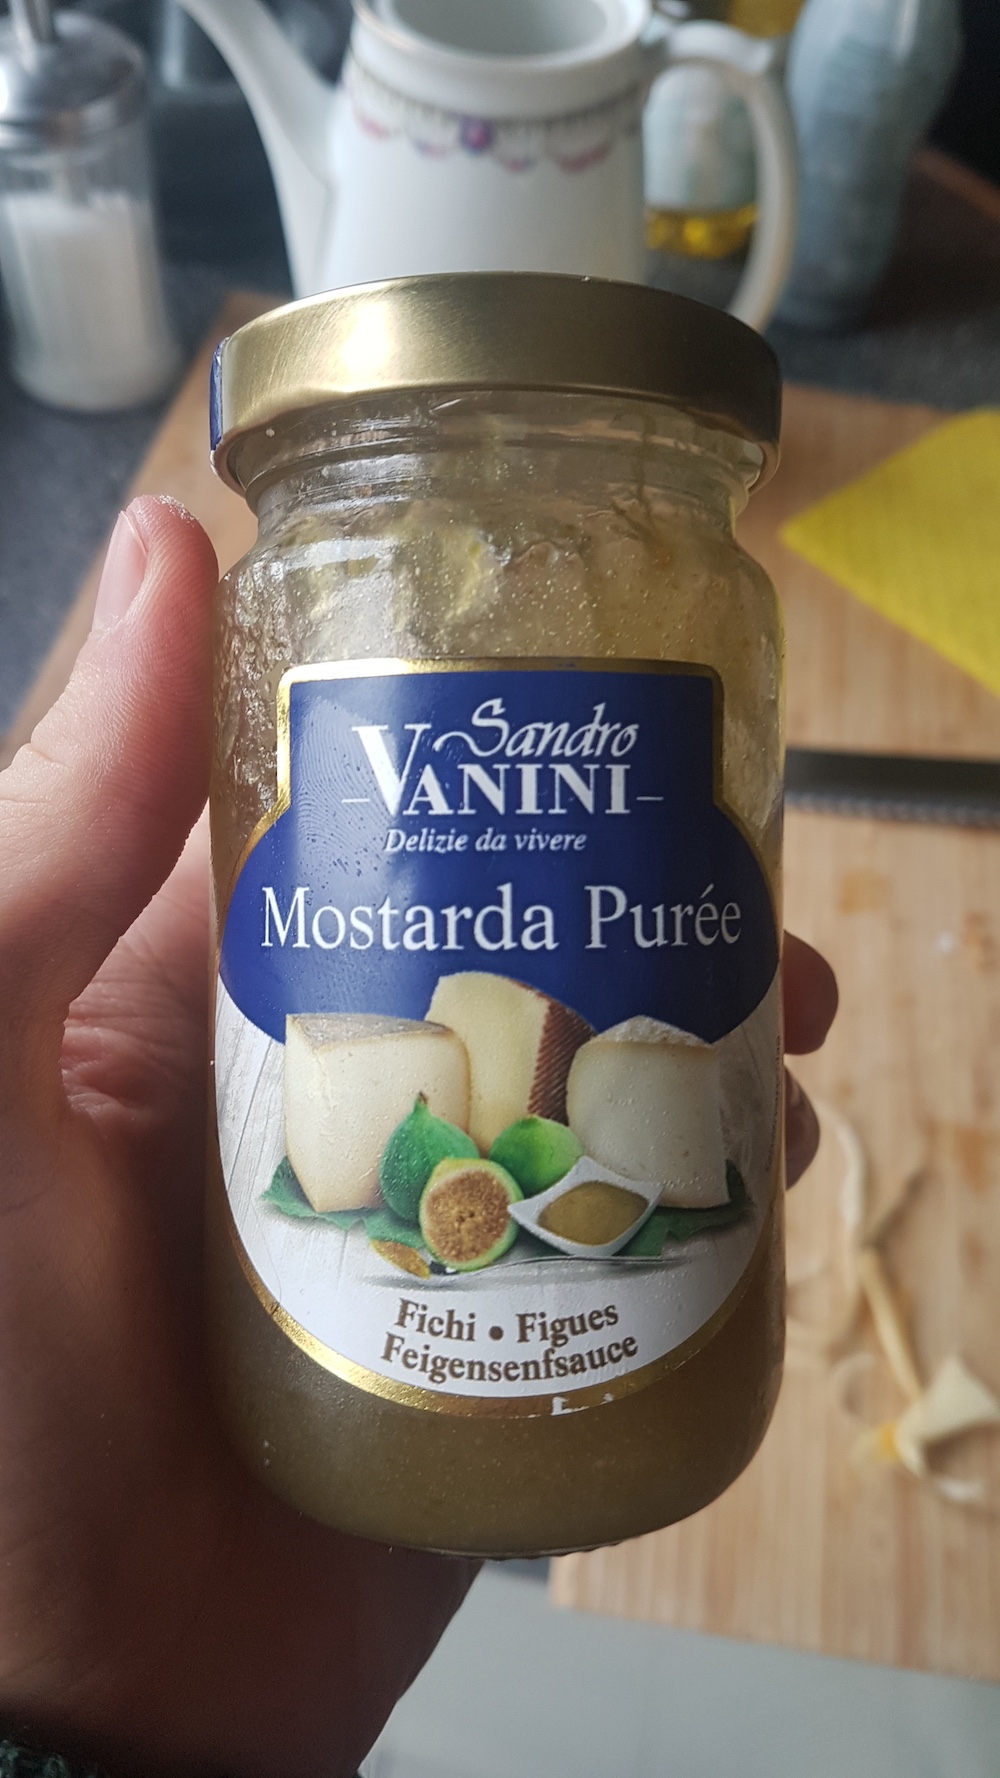 Sandro
VANINI
Delizie da vivere
Mostarda Purée
Fichi • Figues
Feigensenfsauce